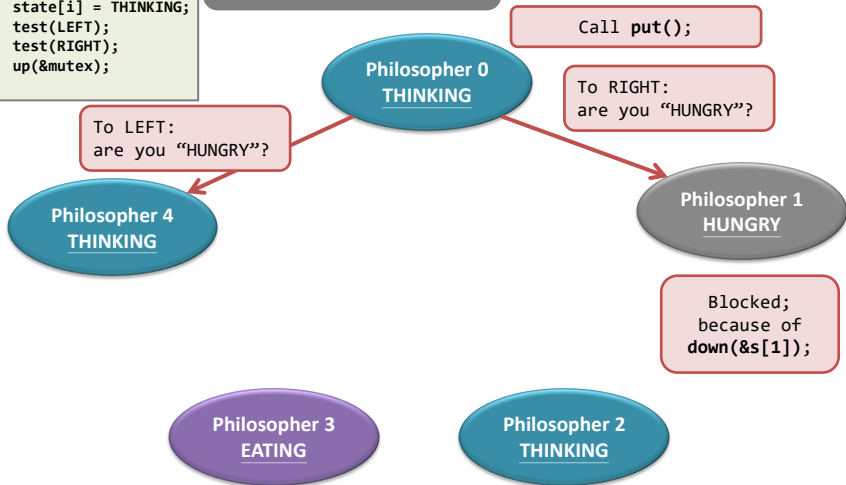 state[i] = THINKING;
test(LEFT);
test(RIGHT);
up(&mutex);
Call put();
Philosopher 0
THINKING
To RIGHT:
are you “HUNGRY”?
To LEFT:
are you “HUNGRY”?
Philosopher 4
THINKING
Philosopher 1
HUNGRY
Blocked;
because of
down(&s[1]);
Philosopher 3
EATING
Philosopher 2
THINKING